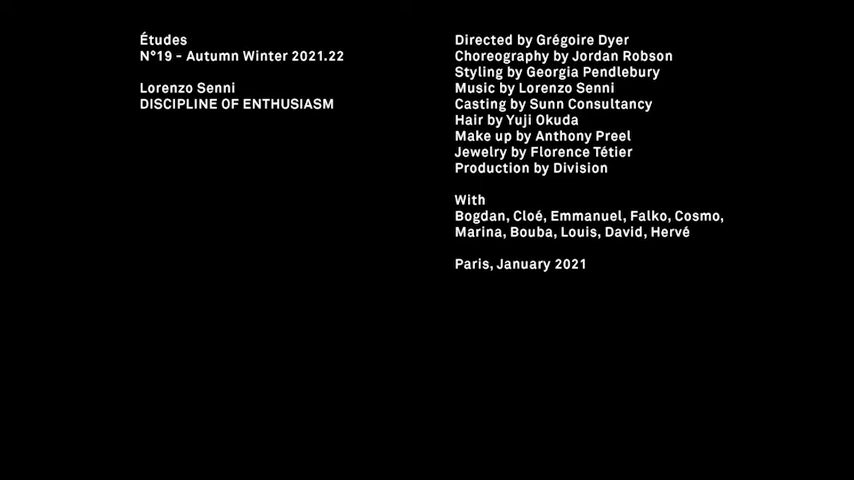 Études
N°19 - Autumn Winter 2021.22
Lorenzo Senni
DISCIPLINE OF ENTHUSIASM
Directed by Grégoire Dyer
Choreography by Jordan Robson
Styling by Georgia Pendlebury
Music by Lorenzo Senni
Casting by Sunn Consultancy
Hair by Yuji Okuda
Make up by Anthony Preel
Jewelry by Florence Tétier
Production by Division
With
Bogdan, Cloé, Emmanuel, Falko, Cosmo,
Marina, Bouba, Louis, David, Hervé
Paris, January 2021